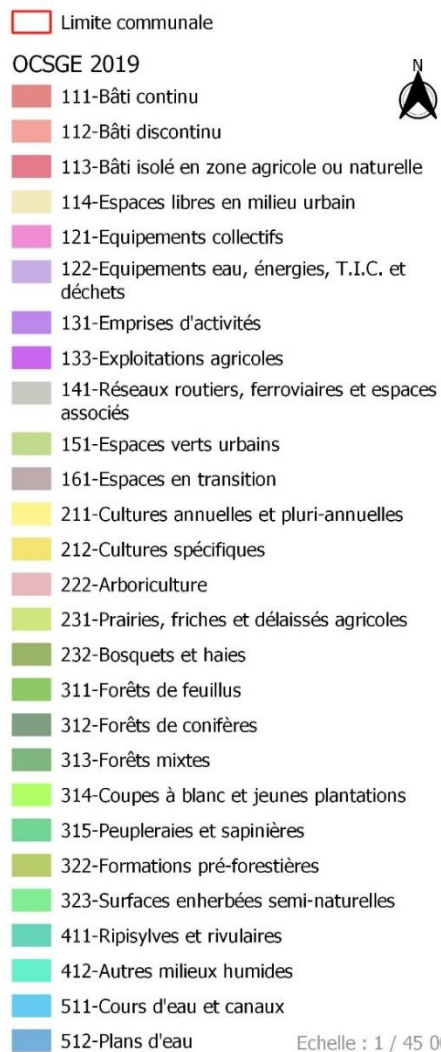 Limite communale
OCSGE 2019
N
111-Bâti continu
112-Bâti discontinu
113-Bâti isolé en zone agricole ou naturelle
114-Espaces libres en milieu urbain
121-Equipements collectifs
122-Equipements eau, énergies, T.I.C. et
déchets
131-Emprises d'activités
133-Exploitations agricoles
141-Réseaux routiers, ferroviaires et espaces
associés
151-Espaces verts urbains
161-Espaces en transition
211-Cultures annuelles et pluri-annuelles
212-Cultures spécifiques
222-Arboriculture
231-Prairies, friches et délaissés agricoles
232-Bosquets et haies
311-Forêts de feuillus
312-Forêts de conifères
313-Forêts mixtes
314-Coupes à blanc et jeunes plantations
315-Peupleraies et sapinières
322-Formations pré-forestières
323-Surfaces enherbées semi-naturelles
411-Ripisylves et rivulaires
412-Autres milieux humides
511-Cours d'eau et canaux
512-Plans d'eau
Echelle : 1 / 45 0